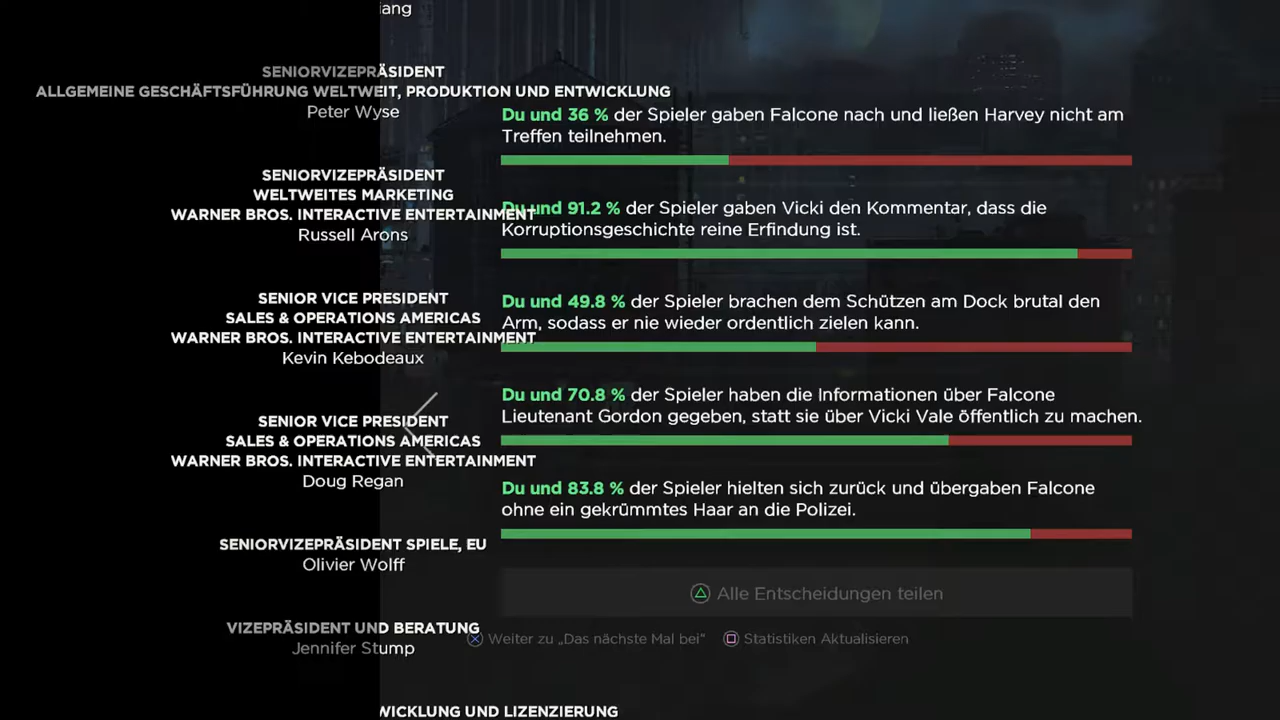 iang
SENIORVIZEPRÄSIDENT
ALLGEMEINE GESCHÄFTSFÜHRUNG WELTWEIT, PRODUKTION UND ENTWICKLUNG
Peter Wyse
SENIORVIZEPRÄSIDENT
WELTWEITES MARKETING
WARNER BROS. INTERACTIVE ENTERTAINMENT
Russell Arons
SENIOR VICE PRESIDENT
SALES & OPERATIONS AMERICAS
WARNER BROS. INTERACTIVE ENTERTAINMENT
Kevin Kebodeaux
SENIOR VICE PRESIDENT
SALES & OPERATIONS AMERICAS
WARNER BROS. INTERACTIVE ENTERTAINMENT
Doug Regan
SENIORVIZEPRÄSIDENT SPIELE, EU
Olivier Wolff
VIZEPRÄSIDENT UND BERATUNG
Jennifer Stump
WICKLUNG UND LIZENZIERUNG
Du und 36 % der Spieler gaben Falcone nach und ließen Harvey nicht am
Treffen teilnehmen.
Du und 91.2 % der Spieler gaben Vicki den Kommentar, dass die
Korruptionsgeschichte reine Erfindung ist.
Du und 49.8 % der Spieler brachen dem Schützen am Dock brutal den
Arm, sodass er nie wieder ordentlich zielen kann.
Du und 70.8 % der Spieler haben die Informationen über Falcone
Lieutenant Gordon gegeben, statt sie über Vicki Vale öffentlich zu machen.
Du und 83.8 % der Spieler hielten sich zurück und übergaben Falcone
ohne ein gekrümmtes Haar an die Polizei.
Alle Entscheidungen teilen
Weiter zu „Das nächste Mal bei" Statistiken Aktualisieren